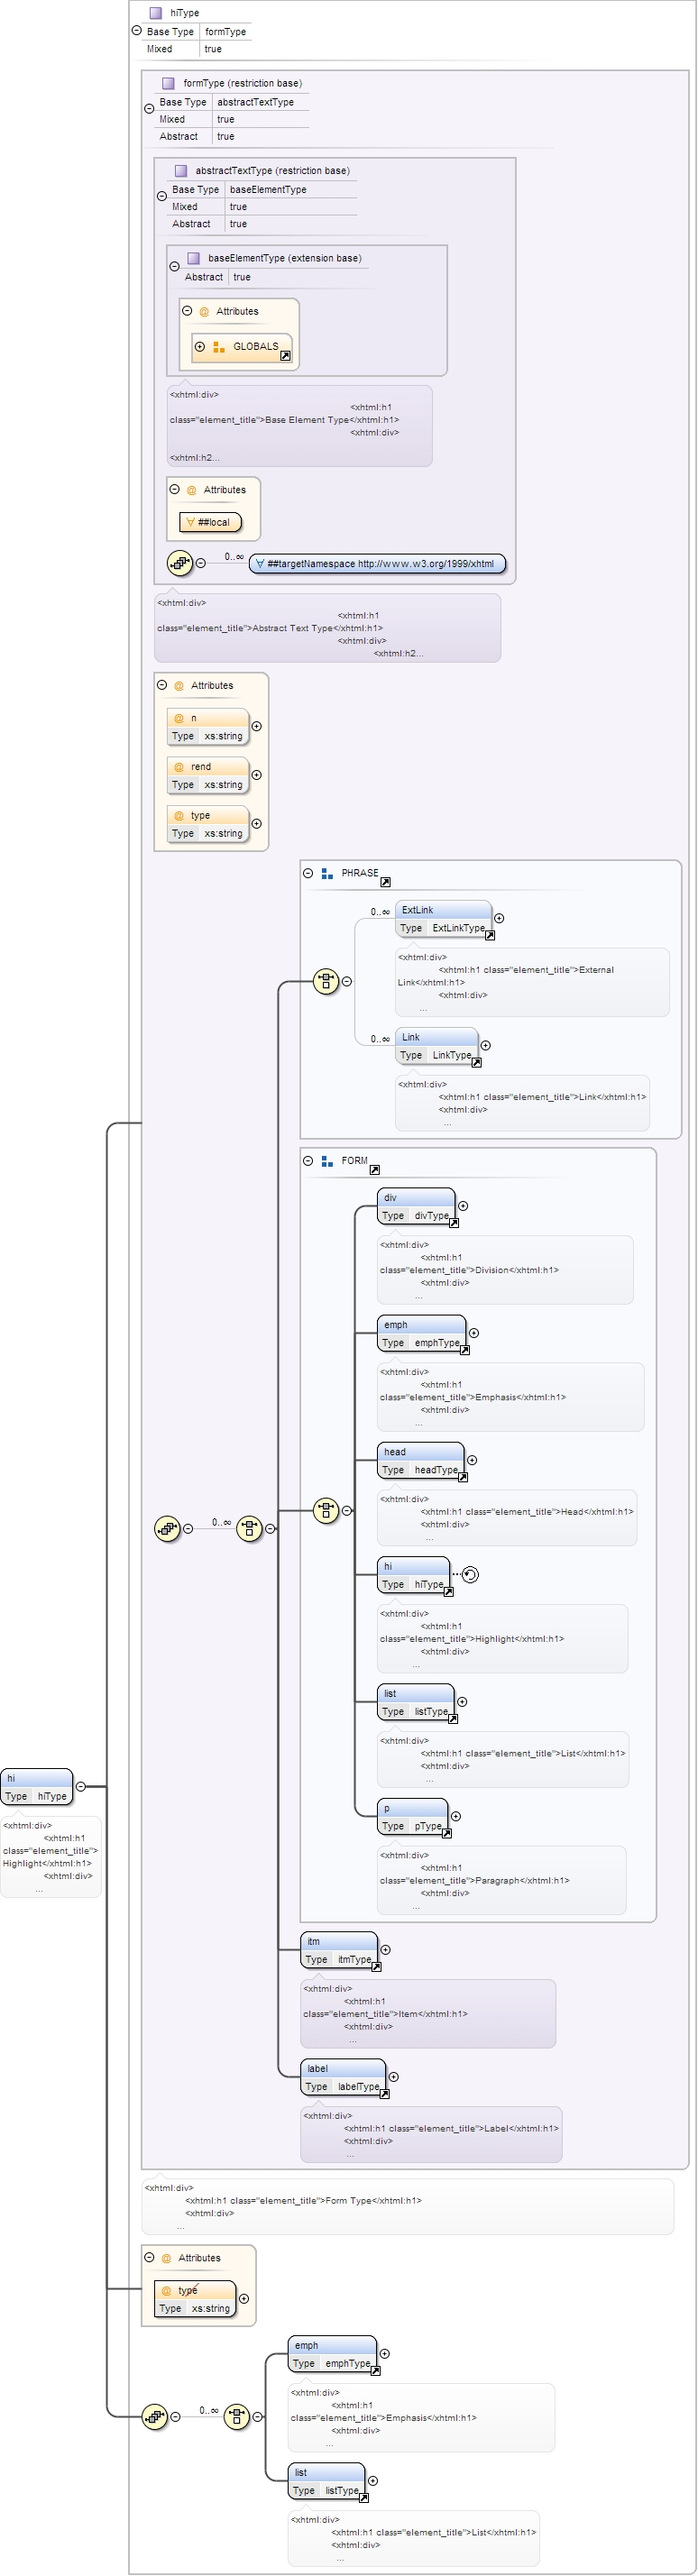 hiType
Base Type formType
Mixed true
formType (restriction base)
Base Type abstractTextType
Mixed true
Abstract true
abstractTextType (restriction base)
Base Type baseElementType
Mixed true
Abstract true
baseElementType (extension base)
Abstract true
@ Attributes
GLOBALS
<xhtml:div>
<xhtml:h1
class="element_title">Base Element Type</xhtml:h1>
<xhtml:div>
<xhtml:h2...
@ Attributes
∀ ##local
0..∞
∀ ##targetNamespace http://www.w3.org/1999/xhtml
<xhtml:div>
<xhtml:h1
class="element_title">Abstract Text Type</xhtml:h1>
<xhtml:div>
<xhtml:h2...
@ Attributes
@ n
Type xs:string
@ rend
Type xs:string
@ type
Type xs:string
PHRASE
0..∞
ExtLink
Type ExtLinkType
<xhtml:div>
<xhtml:h1 class="element_title">External
Link</xhtml:h1>
<xhtml:div>
...
0..∞
Link
Type LinkType
<xhtml:div>
<xhtml:h1 class="element_title">Link</xhtml:h1>
<xhtml:div>
...
FORM
div
Type divType
<xhtml:div>
<xhtml:h1
class="element_title">Division</xhtml:h1>
<xhtml:div>
...
emph
Type emphType
<xhtml:div>
<xhtml:h1
class="element_title">Emphasis</xhtml:h1>
<xhtml:div>
...
head
Type headType
<xhtml:div>
<xhtml:h1 class="element_title">Head</xhtml:h1>
<xhtml:div>
...
0..∞
hi
Type hiType
<xhtml:div>
<xhtml:h1
class="element_title">Highlight</xhtml:h1>
<xhtml:div>
...
list
Type listType
<xhtml:div>
<xhtml:h1 class="element_title">List</xhtml:h1>
<xhtml:div>
...
hi
Type hiType
<xhtml:div>
<xhtml:h1
class="element_title">
Highlight</xhtml:h1>
<xhtml:div>
...
p
Type pType
<xhtml:div>
<xhtml:h1
class="element_title">Paragraph</xhtml:h1>
<xhtml:div>
...
itm
Type itmType
<xhtml:div>
<xhtml:h1
class="element_title">Item</xhtml:h1>
<xhtml:div>
...
label
Type labelType
<xhtml:div>
<xhtml:h1 class="element_title">Label</xhtml:h1>
<xhtml:div>
...
<xhtml:div>
<xhtml:h1 class="element_title">Form Type</xhtml:h1>
<xhtml:div>
...
@ Attributes
@ type
Type xs:string
0..∞
emph
Type emphType
<xhtml:div>
<xhtml:h1
class="element_title">Emphasis</xhtml:h1>
<xhtml:div>
...
list
Type listType
<xhtml:div>
<xhtml:h1 class="element_title">List</xhtml:h1>
<xhtml:div>
...